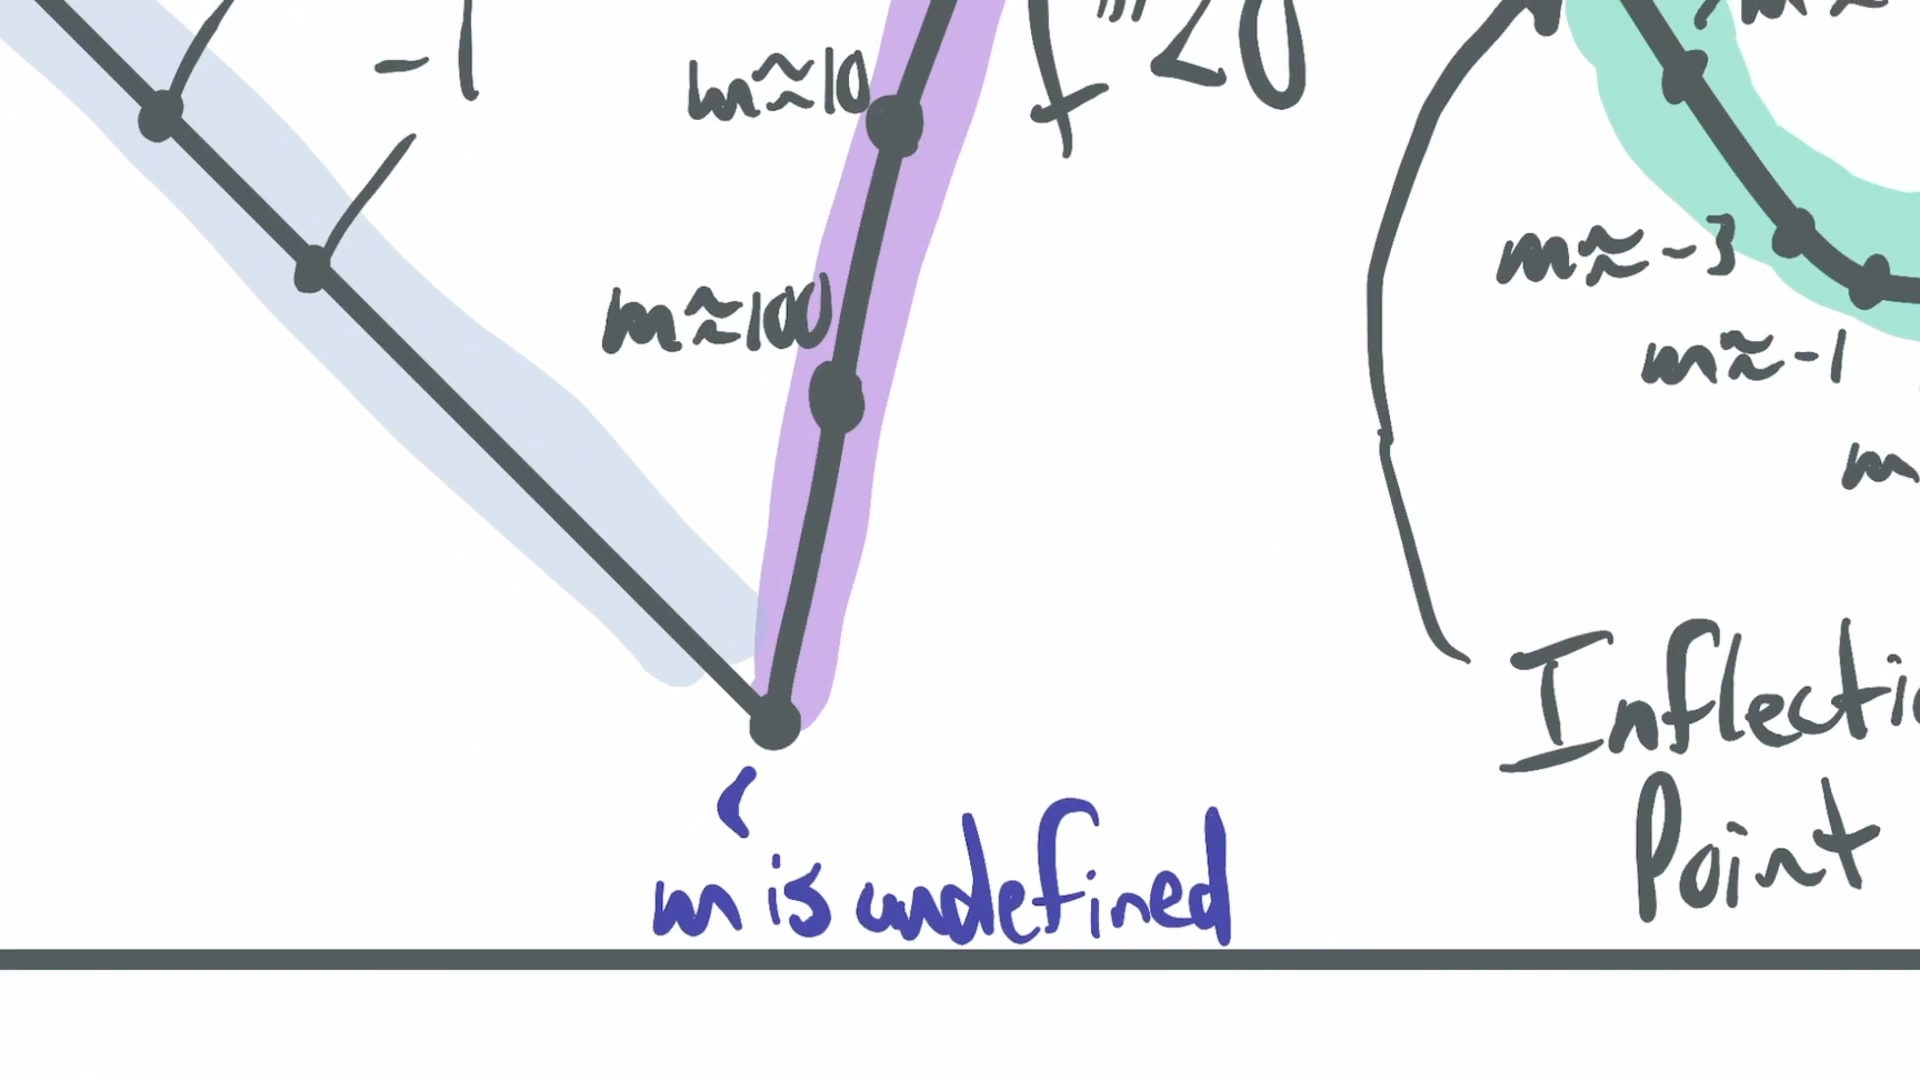 -1
m≈10
f'''<0
m≈
m≈100
m≈-3
m≈-1
m
Inflecti
Point
m is undefined